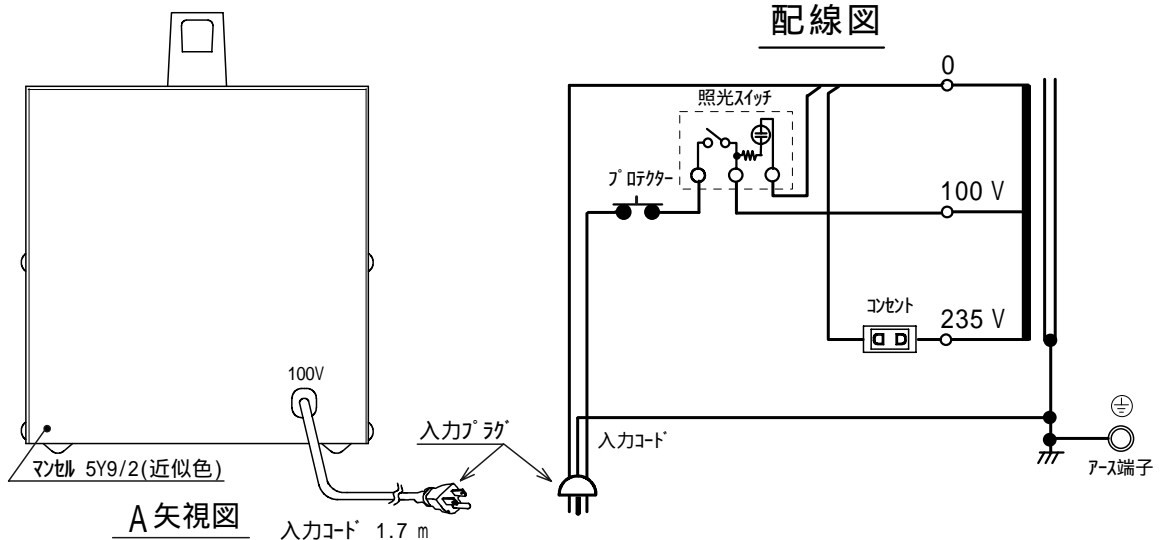 配線図
0
照光ｽｲｯﾁ
ﾌﾟﾛﾃｸﾀｰ
100 V
ｺﾝｾﾝﾄ
235 V
100V
入力ﾌﾟﾗｸﾞ
入力ｺｰﾄﾞ
ｱｰｽ端子
ﾏﾝｾﾙ 5Y9/2(近似色)
A矢視図
入力ｺｰﾄﾞ 1.7 m